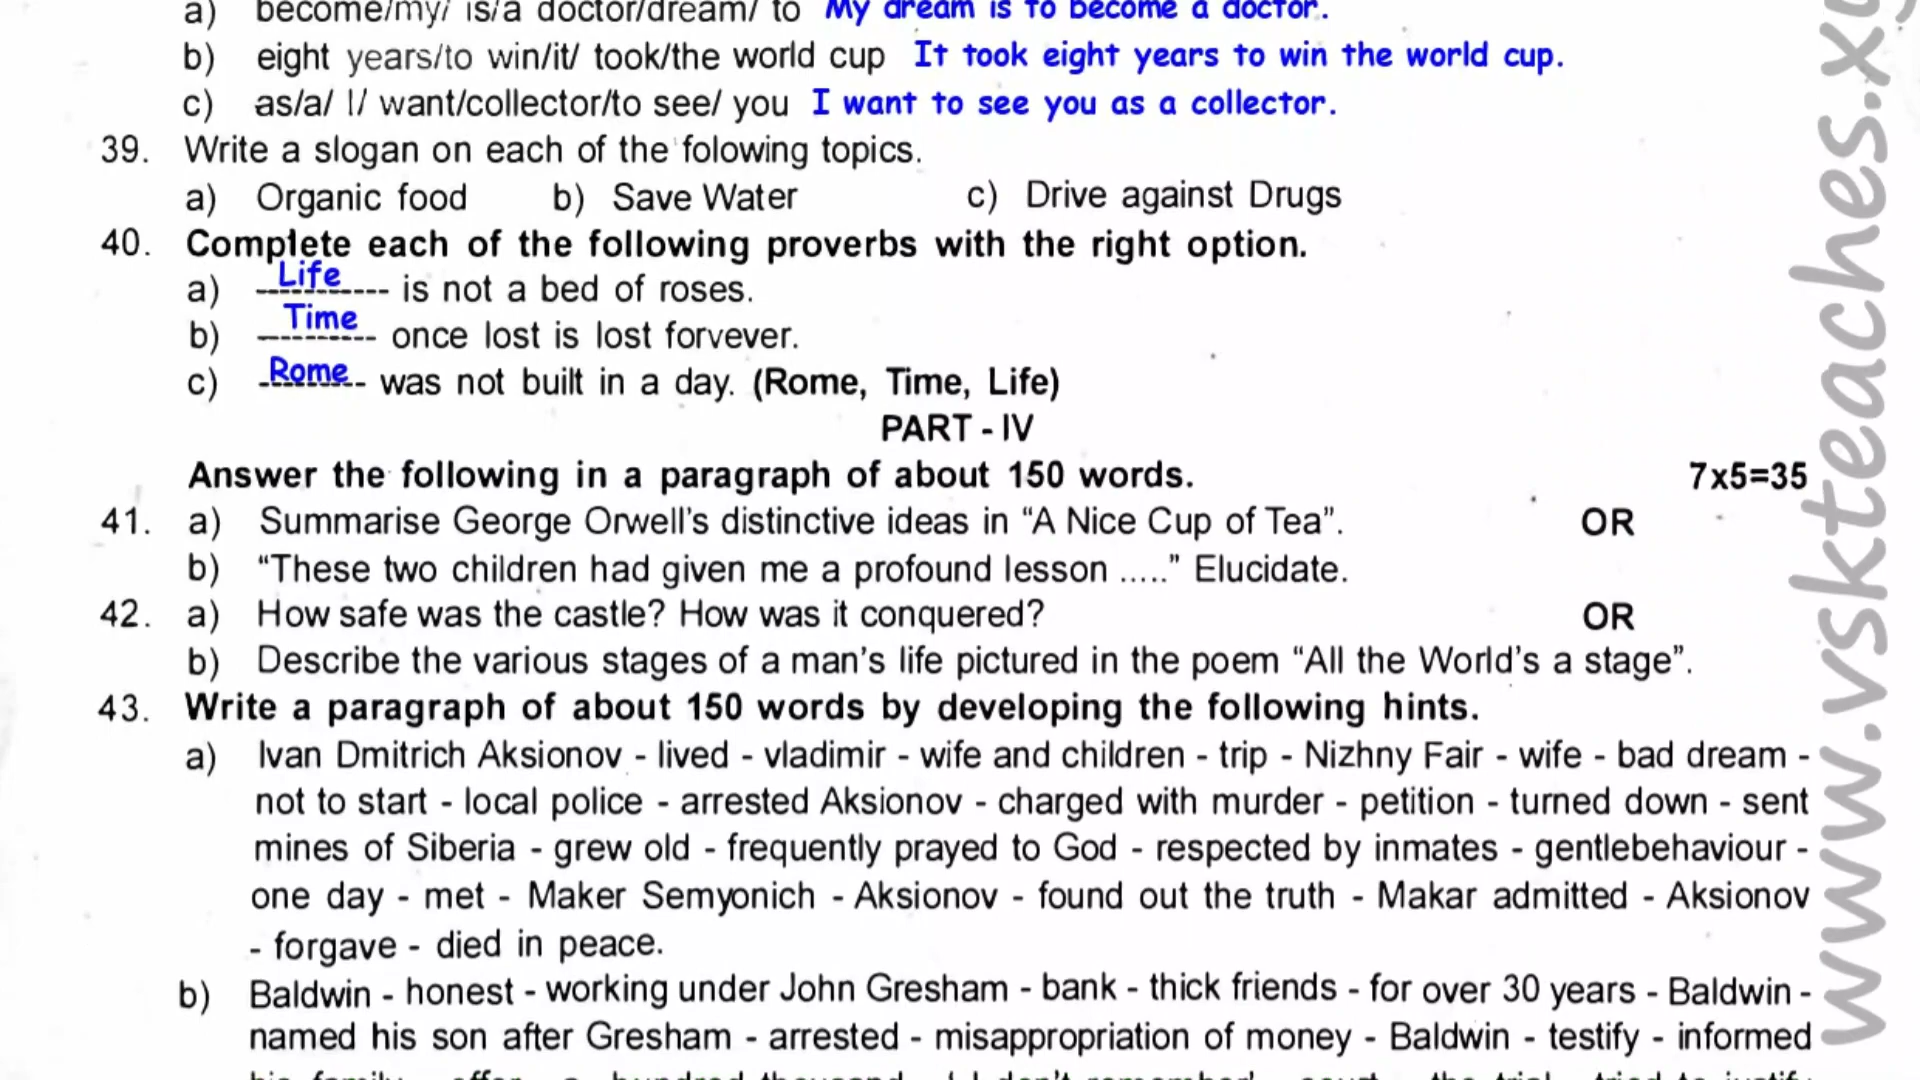 a) become/my/ is/a doctor/dream/ to My dream is to become a doctor.
b) eight years/to win/it/ took/the world cup It took eight years to win the world cup.
c) as/a/ I/ want/collector/to see/ you I want to see you as a collector.
39. Write a slogan on each of the folowing topics.
a) Organic food b) Save Water c) Drive against Drugs
40. Complete each of the following proverbs with the right option.
a) Life is not a bed of roses.
b) Time once lost is lost forvever.
c) Rome was not built in a day. (Rome, Time, Life)
PART - IV
Answer the following in a paragraph of about 150 words. 7x5=35
41. a) Summarise George Orwell's distinctive ideas in “A Nice Cup of Tea”. OR
b) “These two children had given me a profound lesson .....” Elucidate.
42. a) How safe was the castle? How was it conquered? OR
b) Describe the various stages of a man's life pictured in the poem “All the World's a stage”.
43. Write a paragraph of about 150 words by developing the following hints.
a) Ivan Dmitrich Aksionov - lived - vladimir - wife and children - trip - Nizhny Fair - wife - bad dream -
not to start - local police - arrested Aksionov - charged with murder - petition - turned down - sent
mines of Siberia - grew old - frequently prayed to God - respected by inmates - gentlebehaviour -
one day - met - Maker Semyonich - Aksionov - found out the truth - Makar admitted - Aksionov
- forgave - died in peace.
b) Baldwin - honest - working under John Gresham - bank - thick friends - for over 30 years - Baldwin -
named his son after Gresham - arrested - misappropriation of money - Baldwin - testify - informed
his family offer a hundred thousand I don't remember' court the trial tried to justify
www.vskteaches.